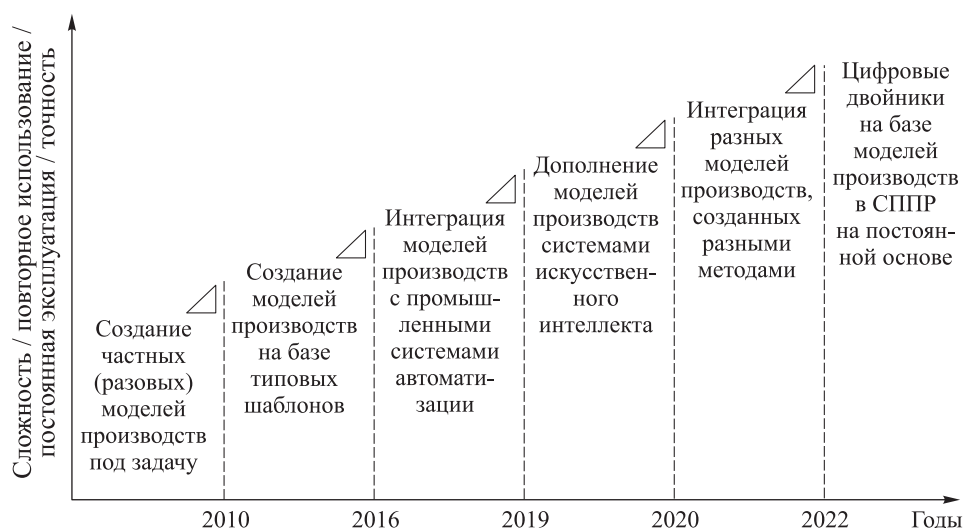 Сложность / повторное использование /
постоянная эксплуатация / точность
Создание
частных
(разовых)
моделей
производств
под задачу
Создание
моделей
производств
на базе
типовых
шаблонов
Интеграция
моделей
производств
с промыш-
ленными
системами
автомати-
зации
Дополнение
моделей
производств
системами
искусствен-
ного
интеллекта
Интеграция
разных
моделей
производств,
созданных
разными
методами
Цифровые
двойники
на базе
моделей
производств
в СППР
на постоян-
ной основе
2010
2016
2019
2020
2022
Годы